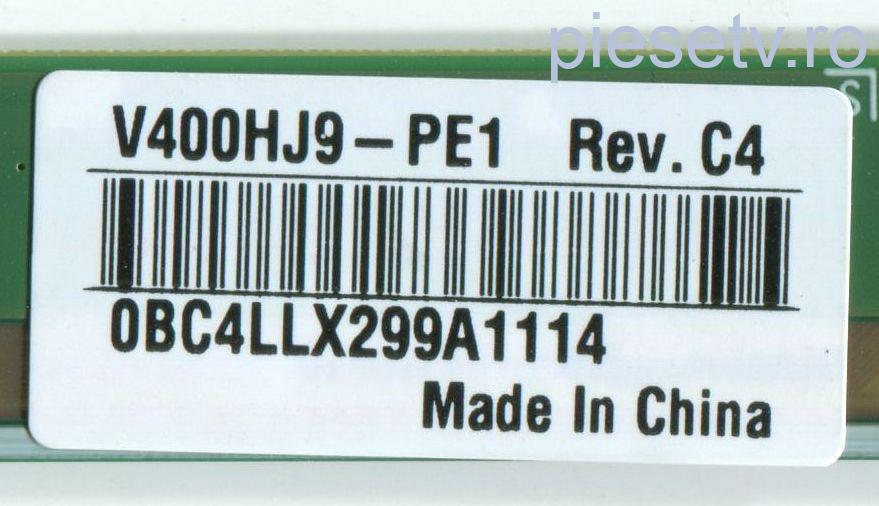 piesetv.ro
V400HJ9-PE1 Rev. C4
0BC4LLX299A1114
Made In China